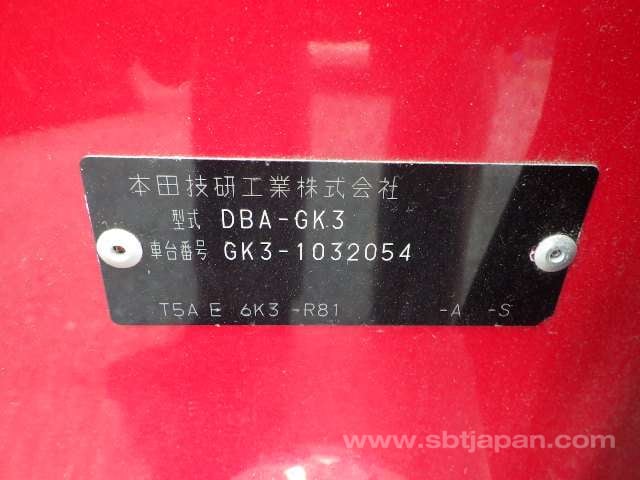 本田技研工業株式会社
型式 DBA-GK3
車台番号 GK3-1032054
T5A E 6K3 -R81 -A -S
www.sbtjapan.com